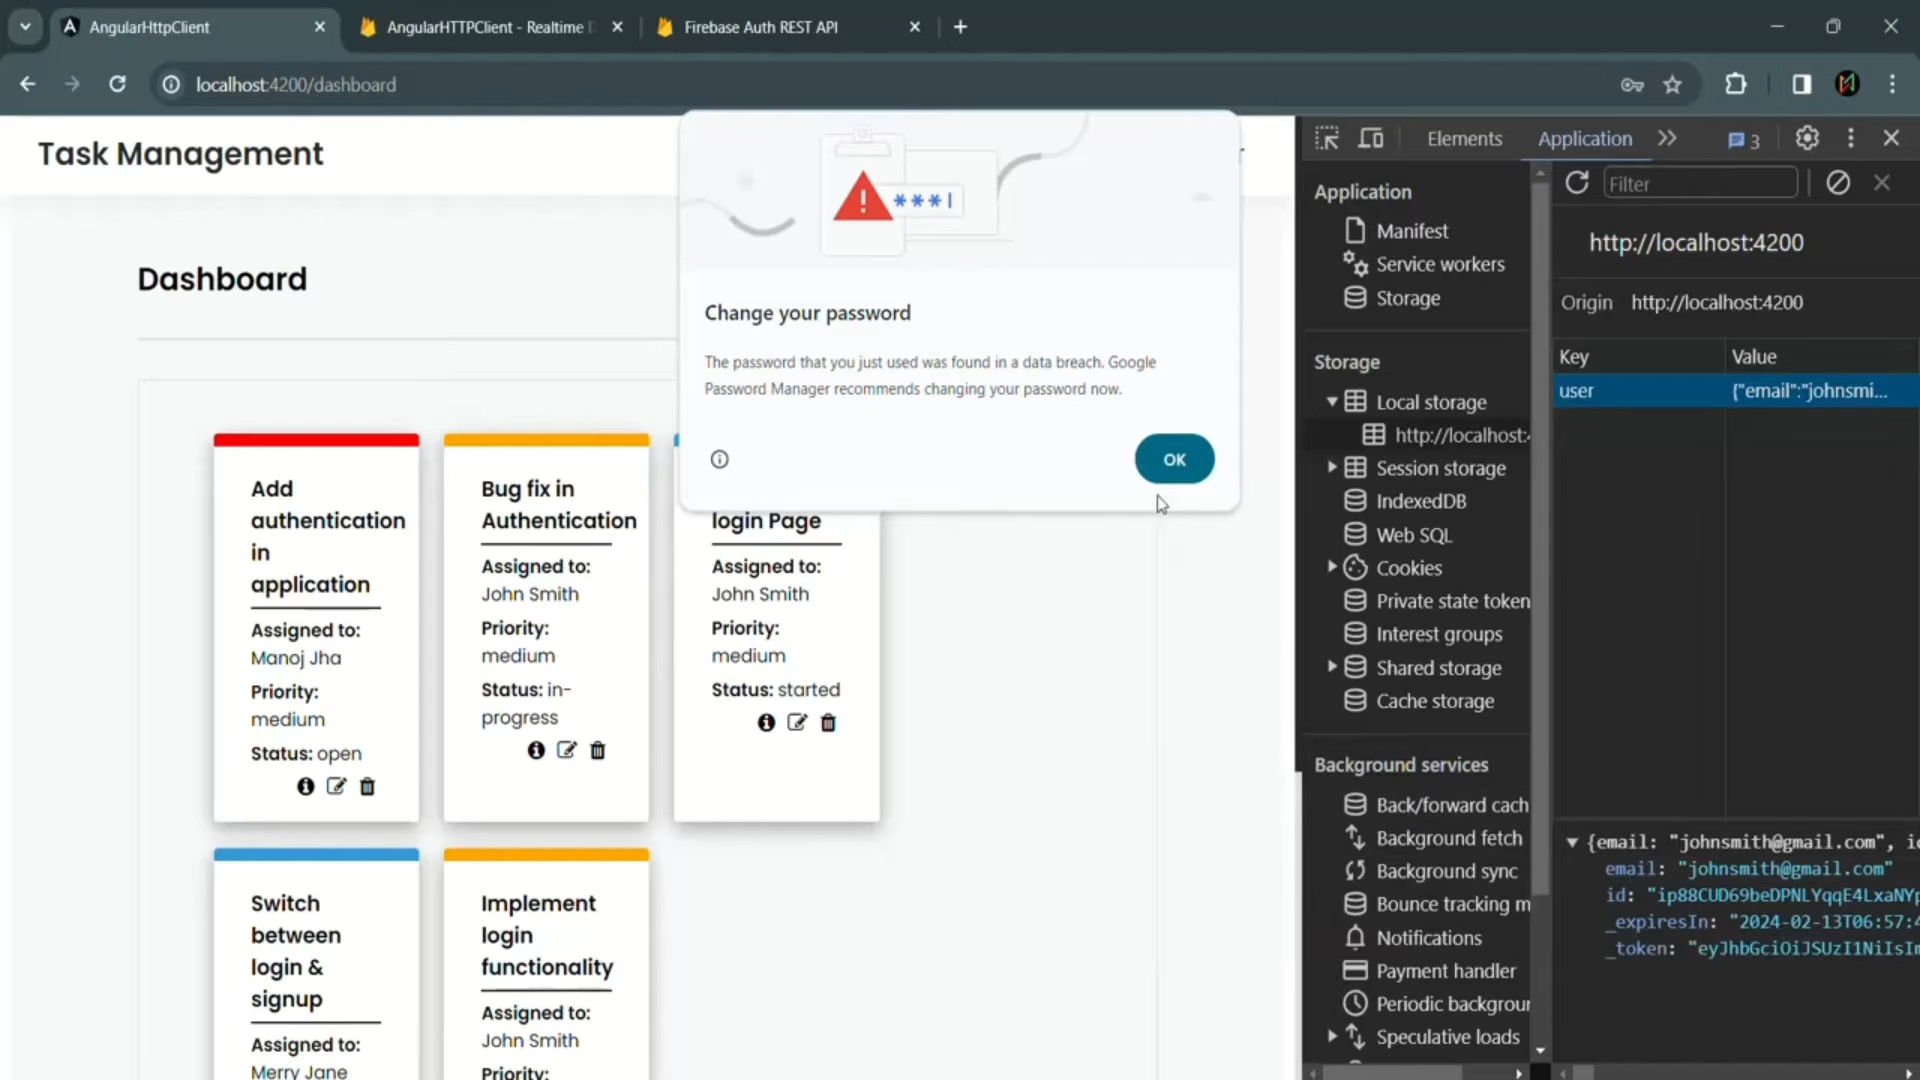 AngularHttpClient
AngularHTTPClient - Realtime
Firebase Auth REST API
localhost:4200/dashboard
Task Management
Dashboard
***
Change your password
The password that you just used was found in a data breach. Google
Password Manager recommends changing your password now.
OK
Add
authentication
in
application
Assigned to:
Manoj Jha
Priority:
medium
Status: open
Bug fix in
Authentication
Assigned to:
John Smith
Priority:
medium
Status: in-
progress
login Page
Assigned to:
John Smith
Priority:
medium
Status: started
Switch
between
login &
signup
Assigned to:
Merry Jane
Implement
login
functionality
Assigned to:
John Smith
Priority:
Elements
Application
3
Application
Manifest
Service workers
Storage
Storage
Local storage
http://localhost:4
Session storage
IndexedDB
Web SQL
Cookies
Private state token
Interest groups
Shared storage
Cache storage
Background services
Back/forward cach
Background fetch
Background sync
Bounce tracking m
Notifications
Payment handler
Periodic backgroun
Speculative loads
Filter
http://localhost:4200
Origin http://localhost:4200
Key Value
user {"email":"johnsmi...
{email: "johnsmith@gmail.com", i
email: "johnsmith@gmail.com"
id: "ip88CUD69beDPNLYqqE4LxaNYp
_expiresIn: "2024-02-13T06:57:4
_token: "eyJhbGciOiJSUzI1NiIsIm